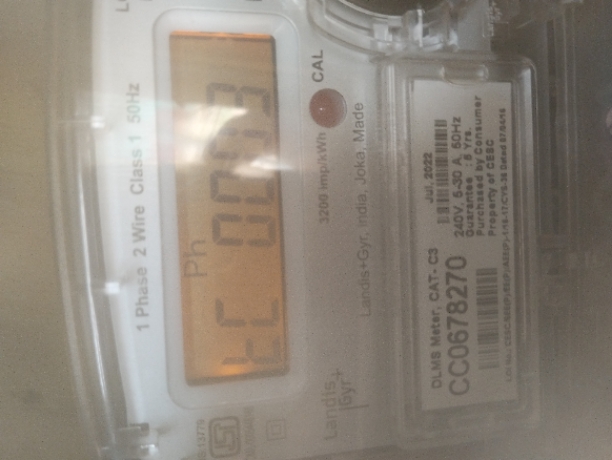 1 Phase 2 Wire Class 1 50Hz
Ph
tC 0003
3200 imp/kWh
CAL
Landis+Gyr, India, Joka, Made
Landis+
Gyr
DLMS Meter, CAT - C3
Jul, 2022
CC0678270
240V, 5-30 A, 50Hz
Guarantee : 5 Yrs.
Purchased by Consumer
Property of CESC